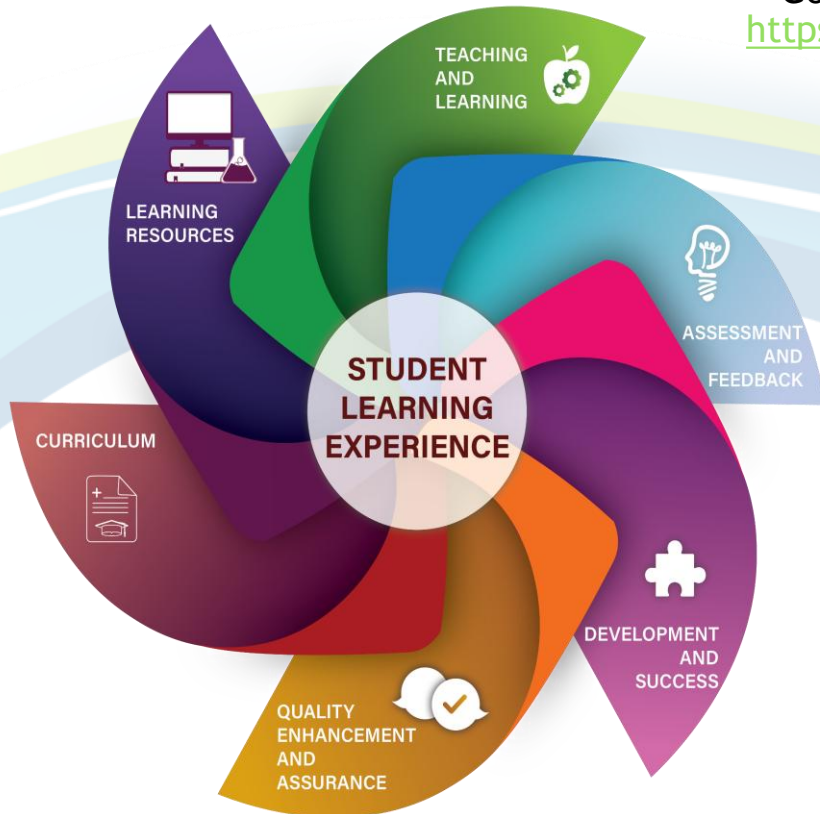 https
TEACHING
AND
LEARNING
LEARNING
RESOURCES
ASSESSMENT
AND
FEEDBACK
STUDENT
LEARNING
EXPERIENCE
CURRICULUM
DEVELOPMENT
AND
SUCCESS
QUALITY
ENHANCEMENT
AND
ASSURANCE